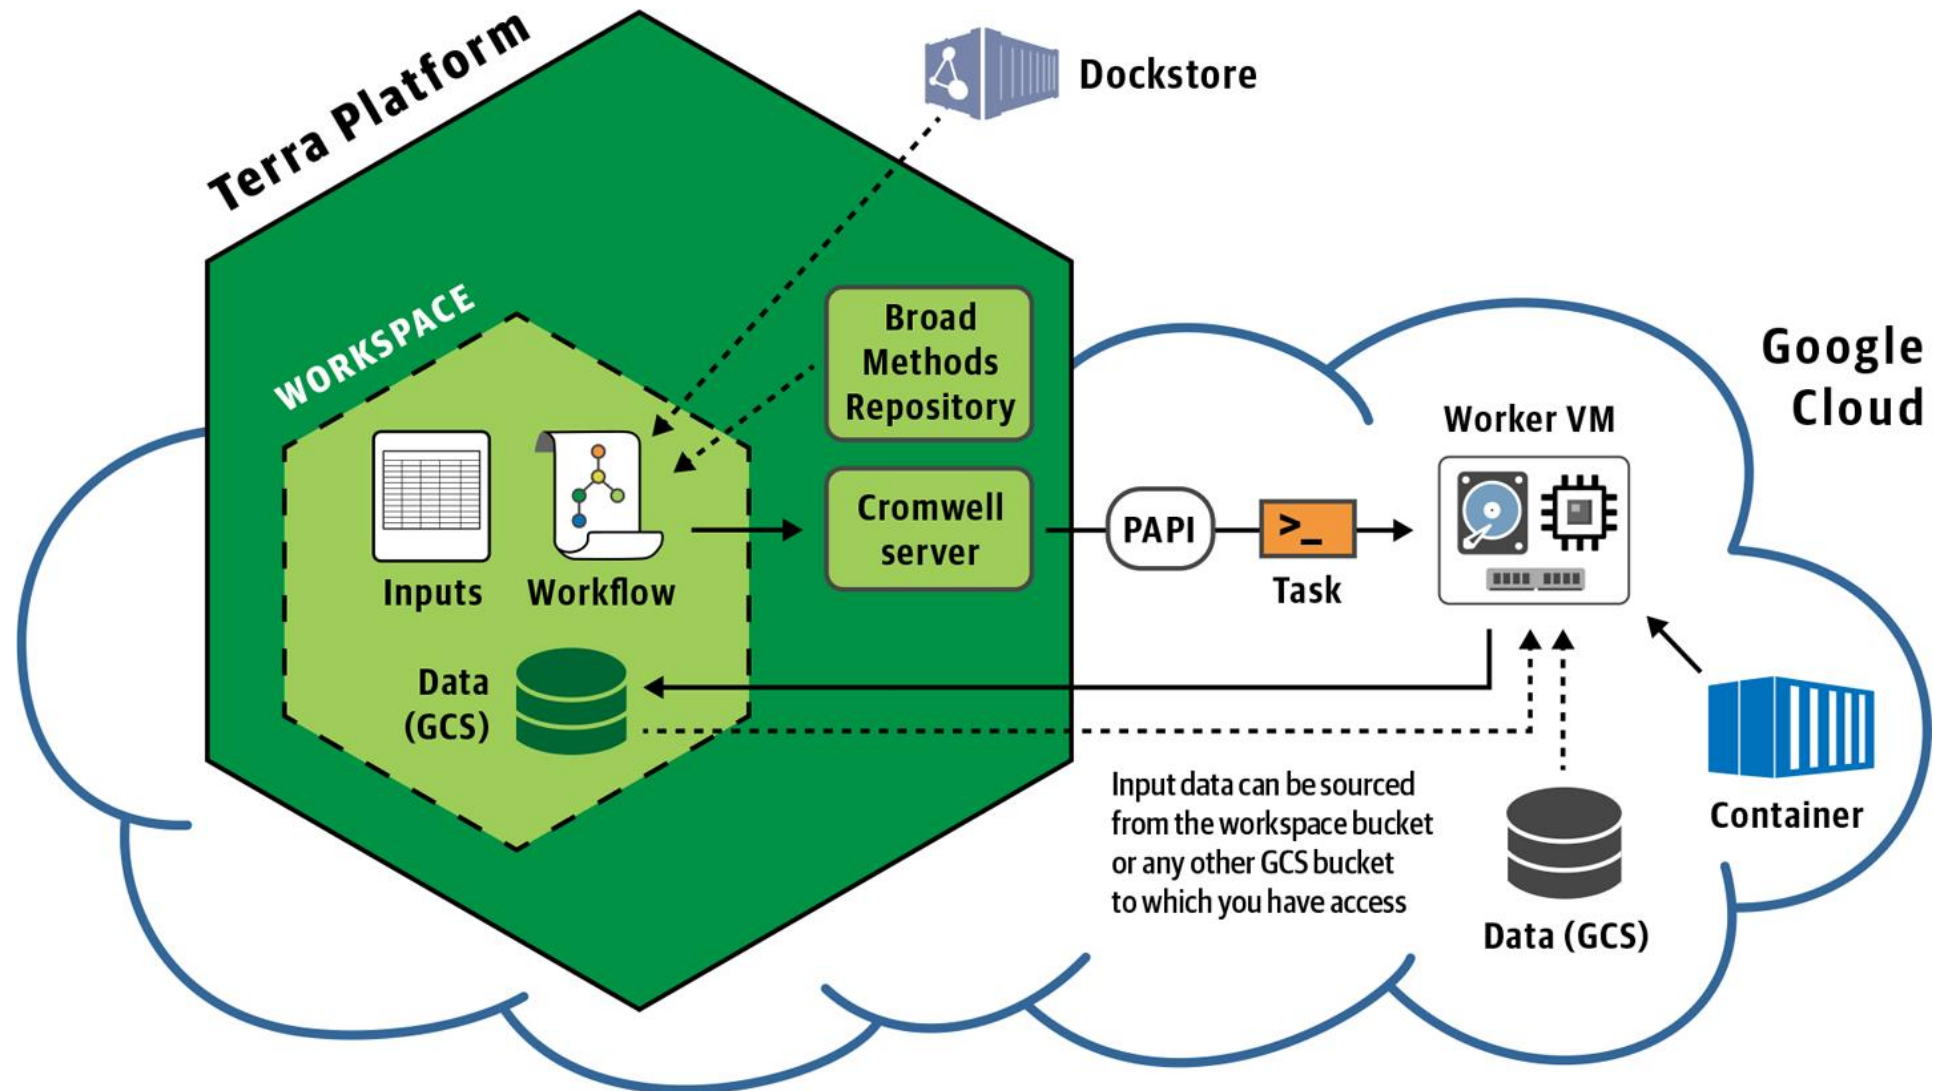 Terra Platform
Dockstore
WORKSPACE
Broad
Methods
Repository
Google
Cloud
Worker VM
Cromwell
server
PAPI
>_
Task
Inputs
Workflow
Data
(GCS)
Input data can be sourced
from the workspace bucket
or any other GCS bucket
to which you have access
Container
Data (GCS)